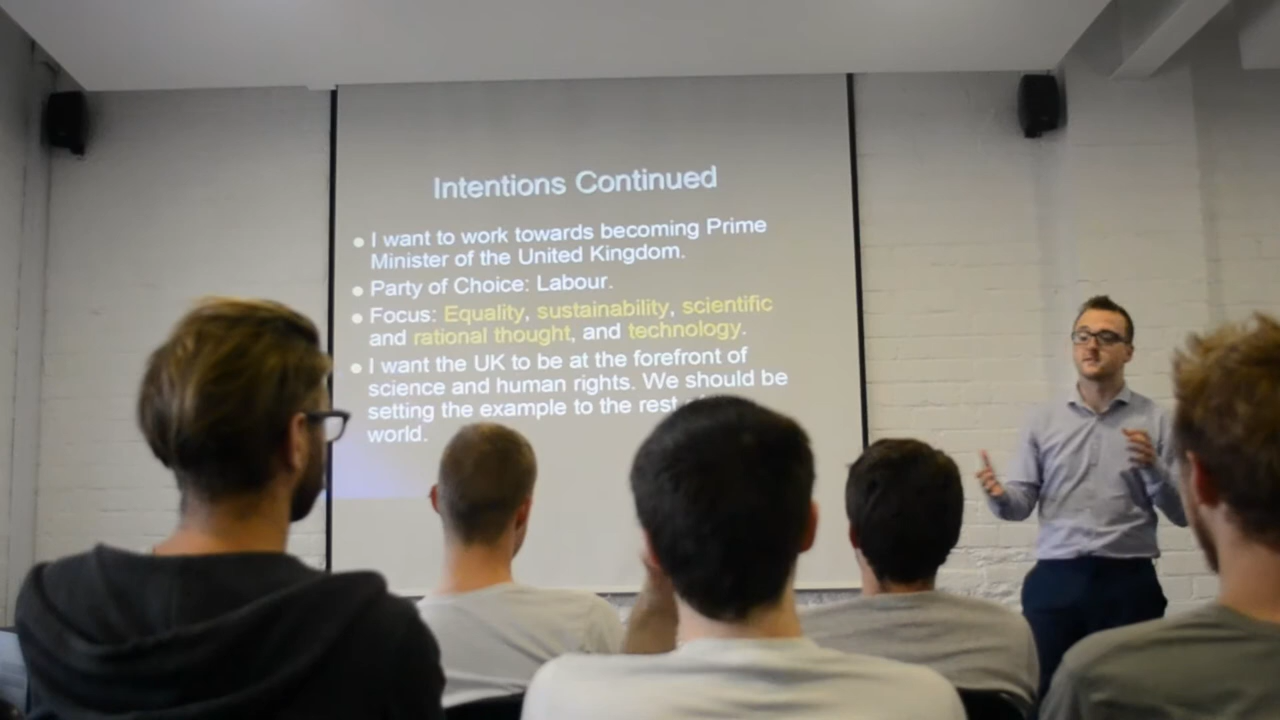 Intentions Continued
I want to work towards becoming Prime
Minister of the United Kingdom.
Party of Choice: Labour.
Focus: Equality, sustainability, scientific
and rational thought, and technology.
I want the UK to be at the forefront of
science and human rights. We should be
setting the example to the rest
world.